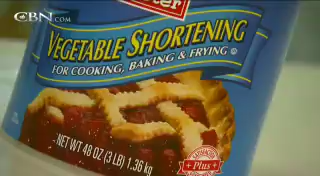 CBN.com
VEGETABLE SHORTENING
FOR COOKING, BAKING & FRYING
NET WT 48 OZ (3 LB) 1.36 kg
Plus